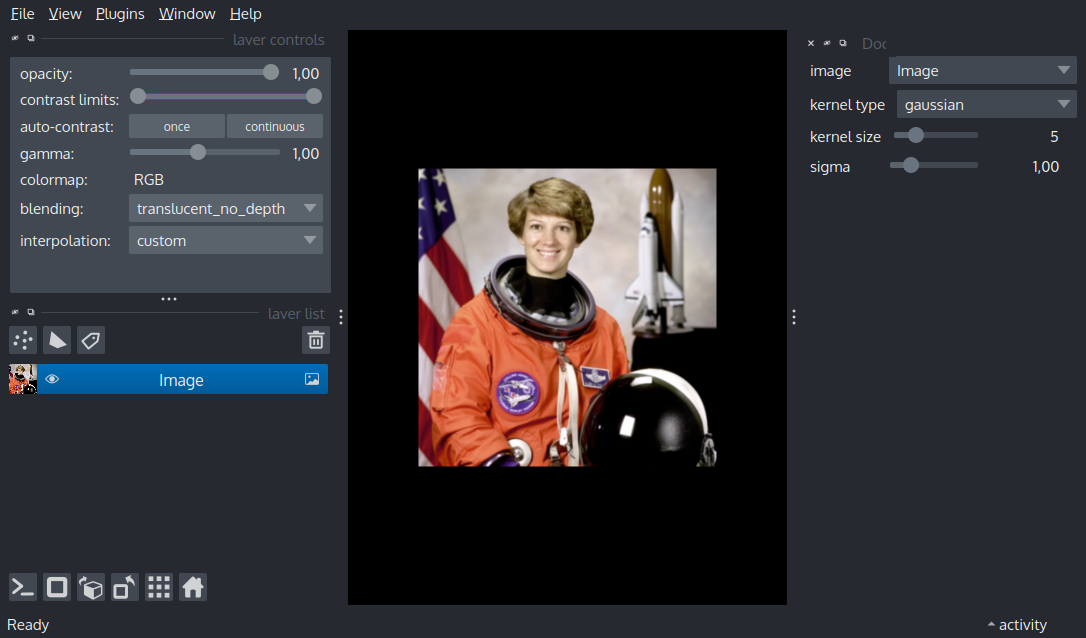 File View Plugins Window Help
layer controls
opacity: 1,00
contrast limits:
auto-contrast: once continuous
gamma: 1,00
colormap: RGB
blending: translucent_no_depth
interpolation: custom
layer list
Image
Ready
Doc
image Image
kernel type gaussian
kernel size 5
sigma 1,00
activity